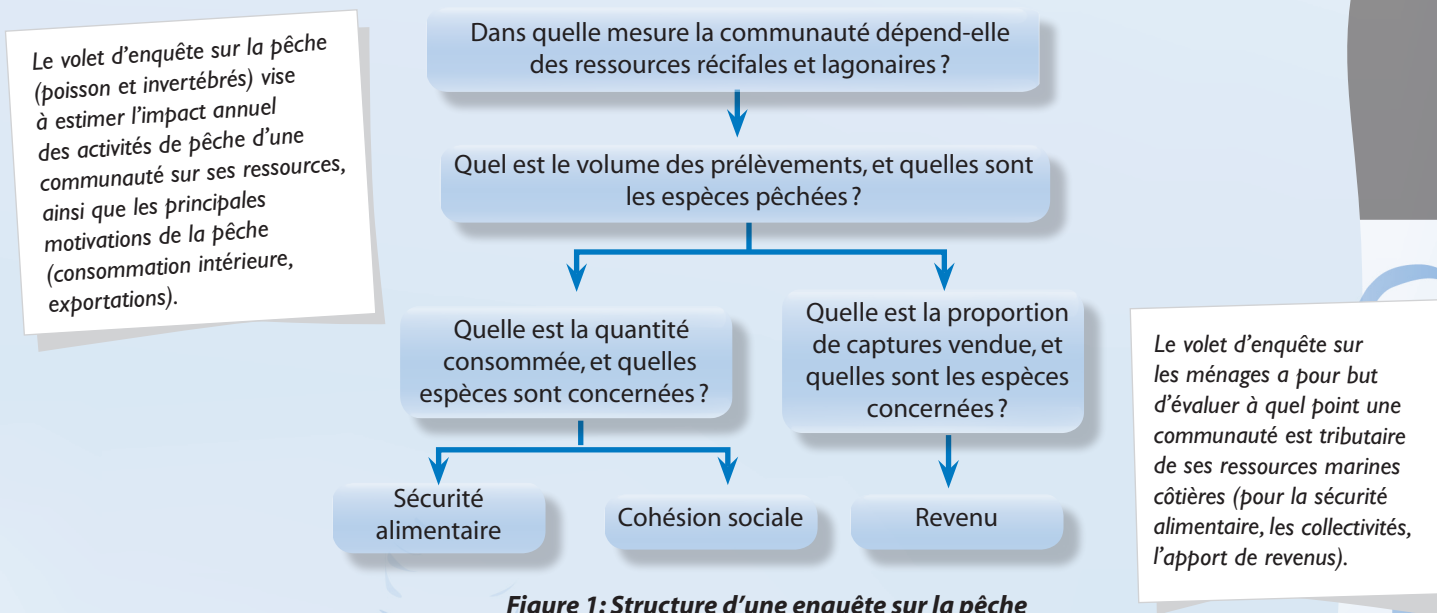 Le volet d'enquête sur la pêche
(poisson et invertébrés) vise
à estimer l'impact annuel
des activités de pêche d'une
communauté sur ses ressources,
ainsi que les principales
motivations de la pêche
(consommation intérieure,
exportations).
Dans quelle mesure la communauté dépend-elle
des ressources récifales et lagonaires ?
Quel est le volume des prélèvements, et quelles sont
les espèces pêchées ?
Quelle est la quantité
consommée, et quelles
espèces sont concernées ?
Quelle est la proportion
de captures vendue, et
quelles sont les espèces
concernées ?
Sécurité
alimentaire
Cohésion sociale
Revenu
Le volet d'enquête sur
les ménages a pour but
d'évaluer à quel point une
communauté est tributaire
de ses ressources marines
côtières (pour la sécurité
alimentaire, les collectivités,
l'apport de revenus).
Figure 1: Structure d'une enquête sur la pêche